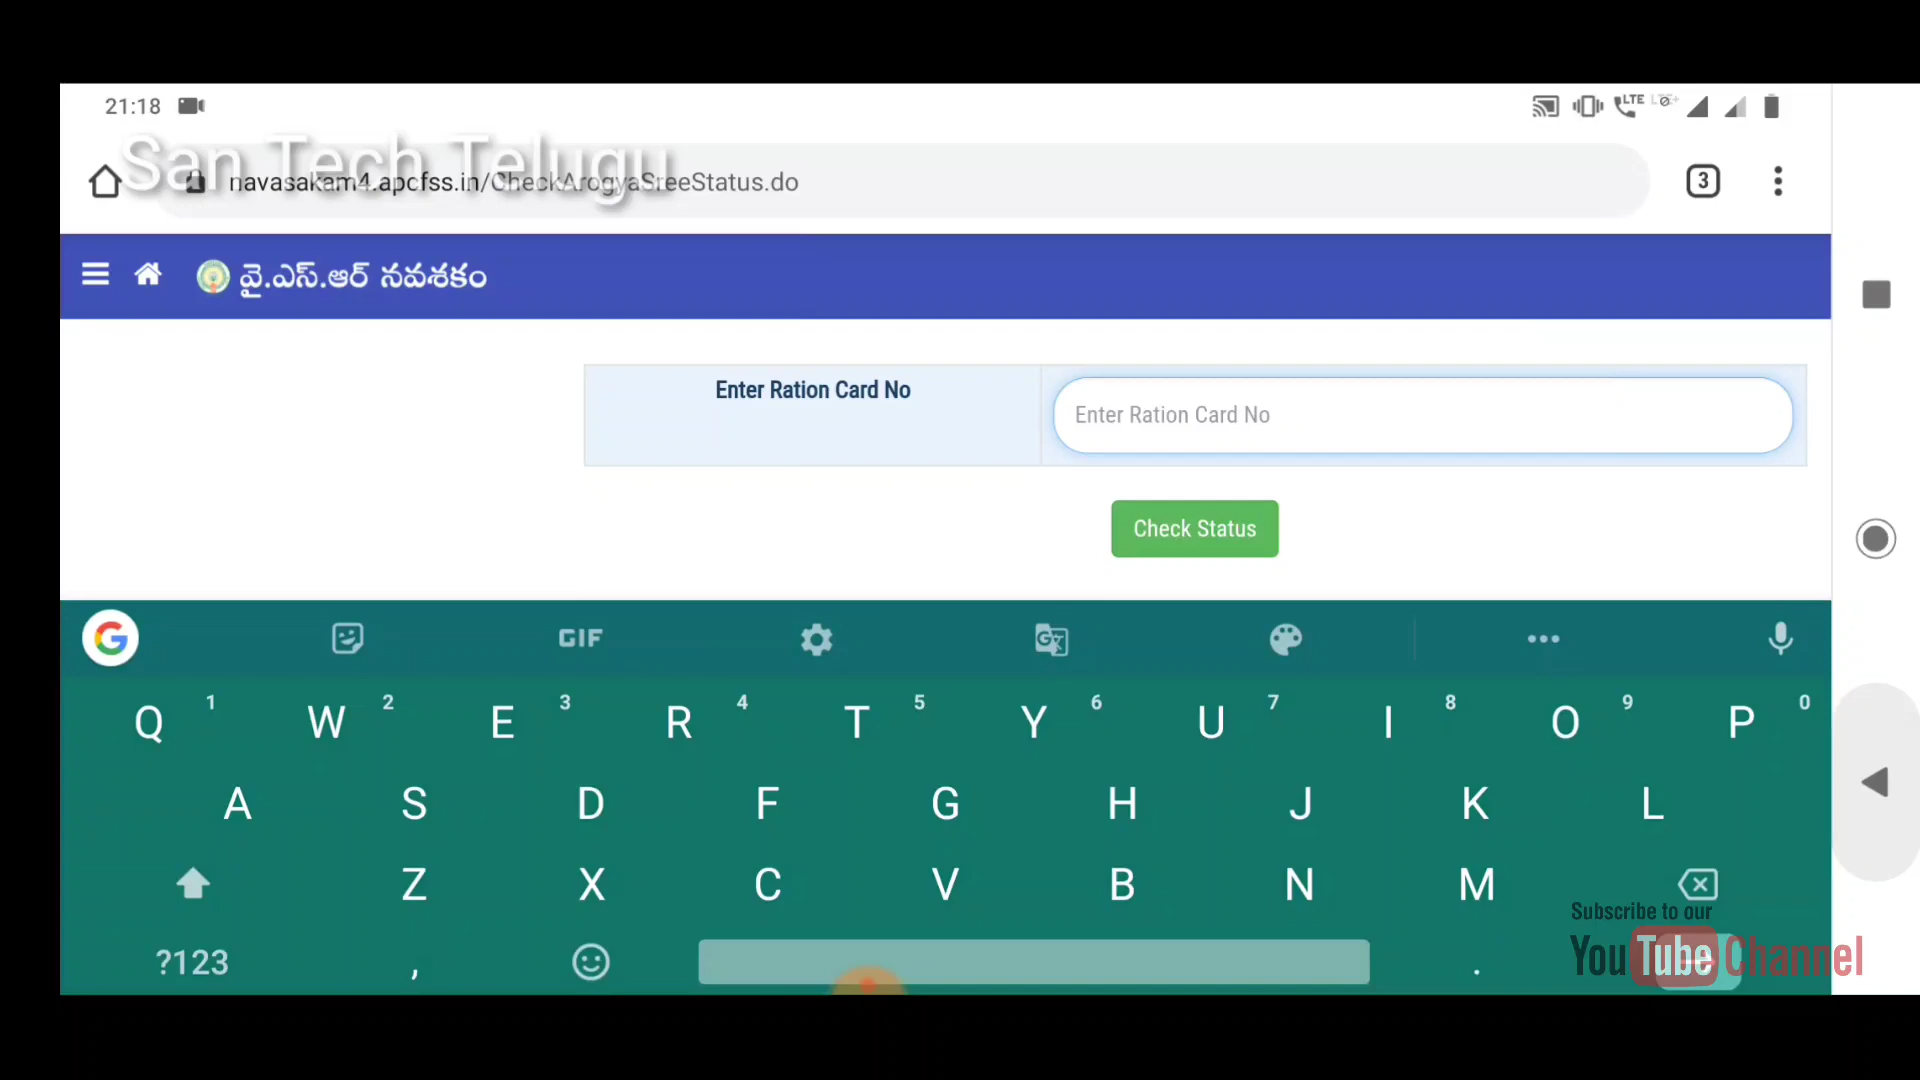 21:18
LTE
San Tech Telugu
navasakam4.apcfss.in/CheckArogyaSreeStatus.do
3
వై.ఎస్.ఆర్ నవశకం
Enter Ration Card No
Enter Ration Card No
Check Status
G GIF G
Q 1 W 2 E 3 R 4 T 5 Y 6 U 7 I 8 O 9 P 0
A S D F G H J K L
Z X C V B N M
Subscribe to our
?123 , .
YouTube Channel